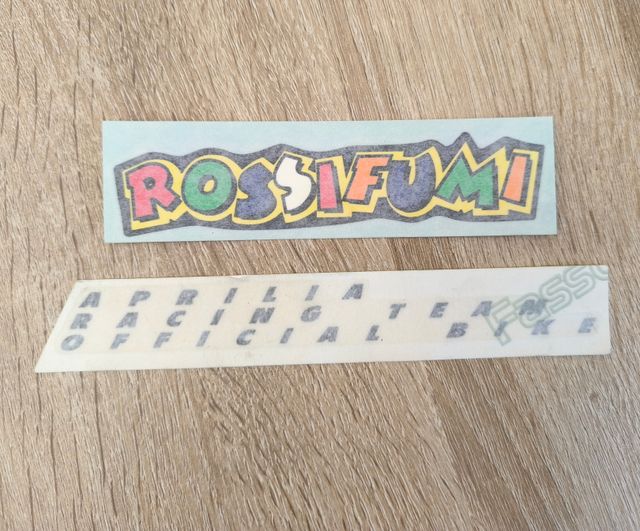 ROSSIFUMI
APRILIA
RACING TEAM
OFFICIAL BIKE